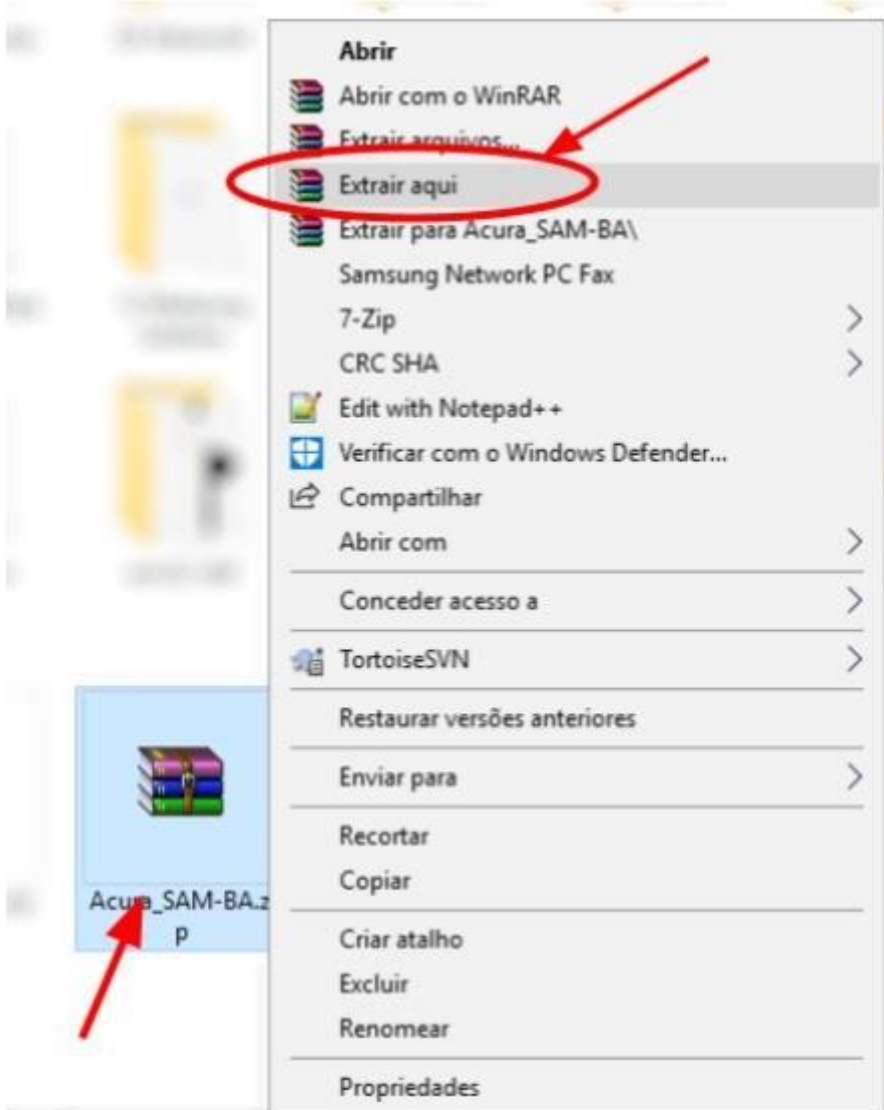 Abrir
Abrir com o WinRAR
Extrair arquivos...
Extrair aqui
Extrair para Acura_SAM-BA\
Samsung Network PC Fax
7-Zip
CRC SHA
Edit with Notepad++
Verificar com o Windows Defender...
Compartilhar
Abrir com
Conceder acesso a
TortoiseSVN
Restaurar versões anteriores
Enviar para
Recortar
Copiar
Criar atalho
Excluir
Renomear
Propriedades
Acura_SAM-BA.z
p